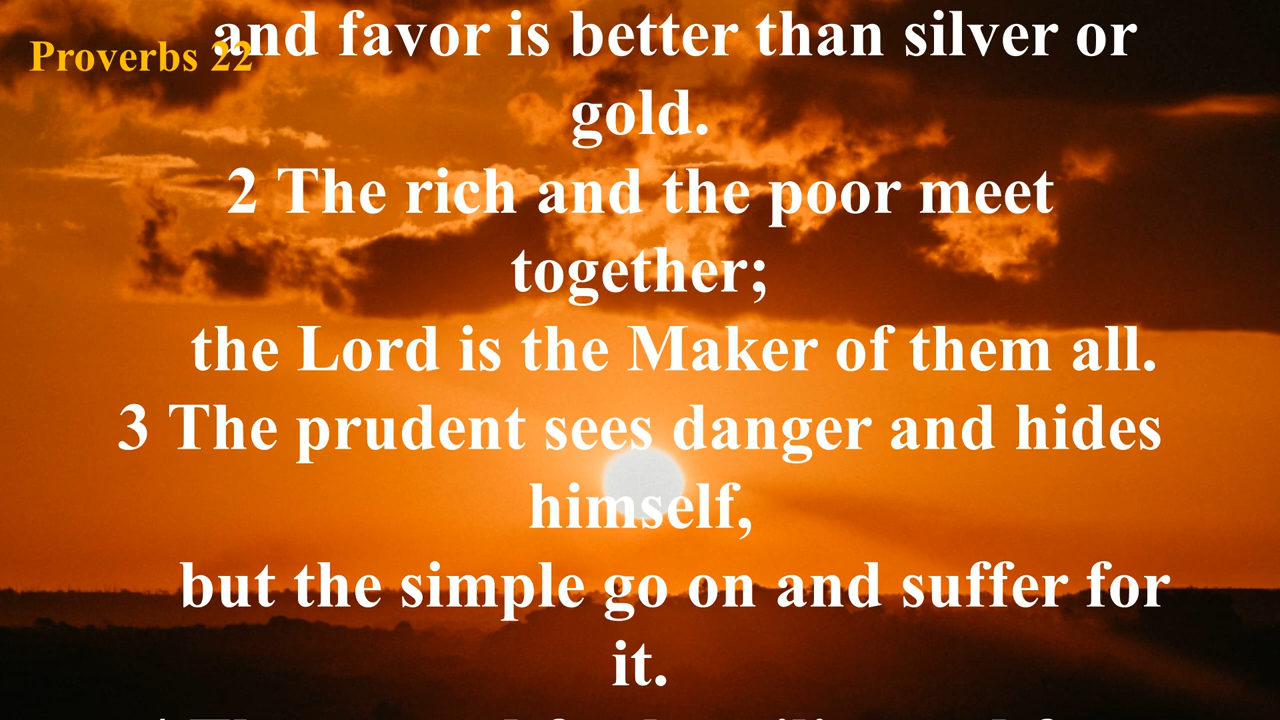 Proverbs 22
and favor is better than silver or
gold.
2 The rich and the poor meet
together;
the Lord is the Maker of them all.
3 The prudent sees danger and hides
himself,
but the simple go on and suffer for
it.